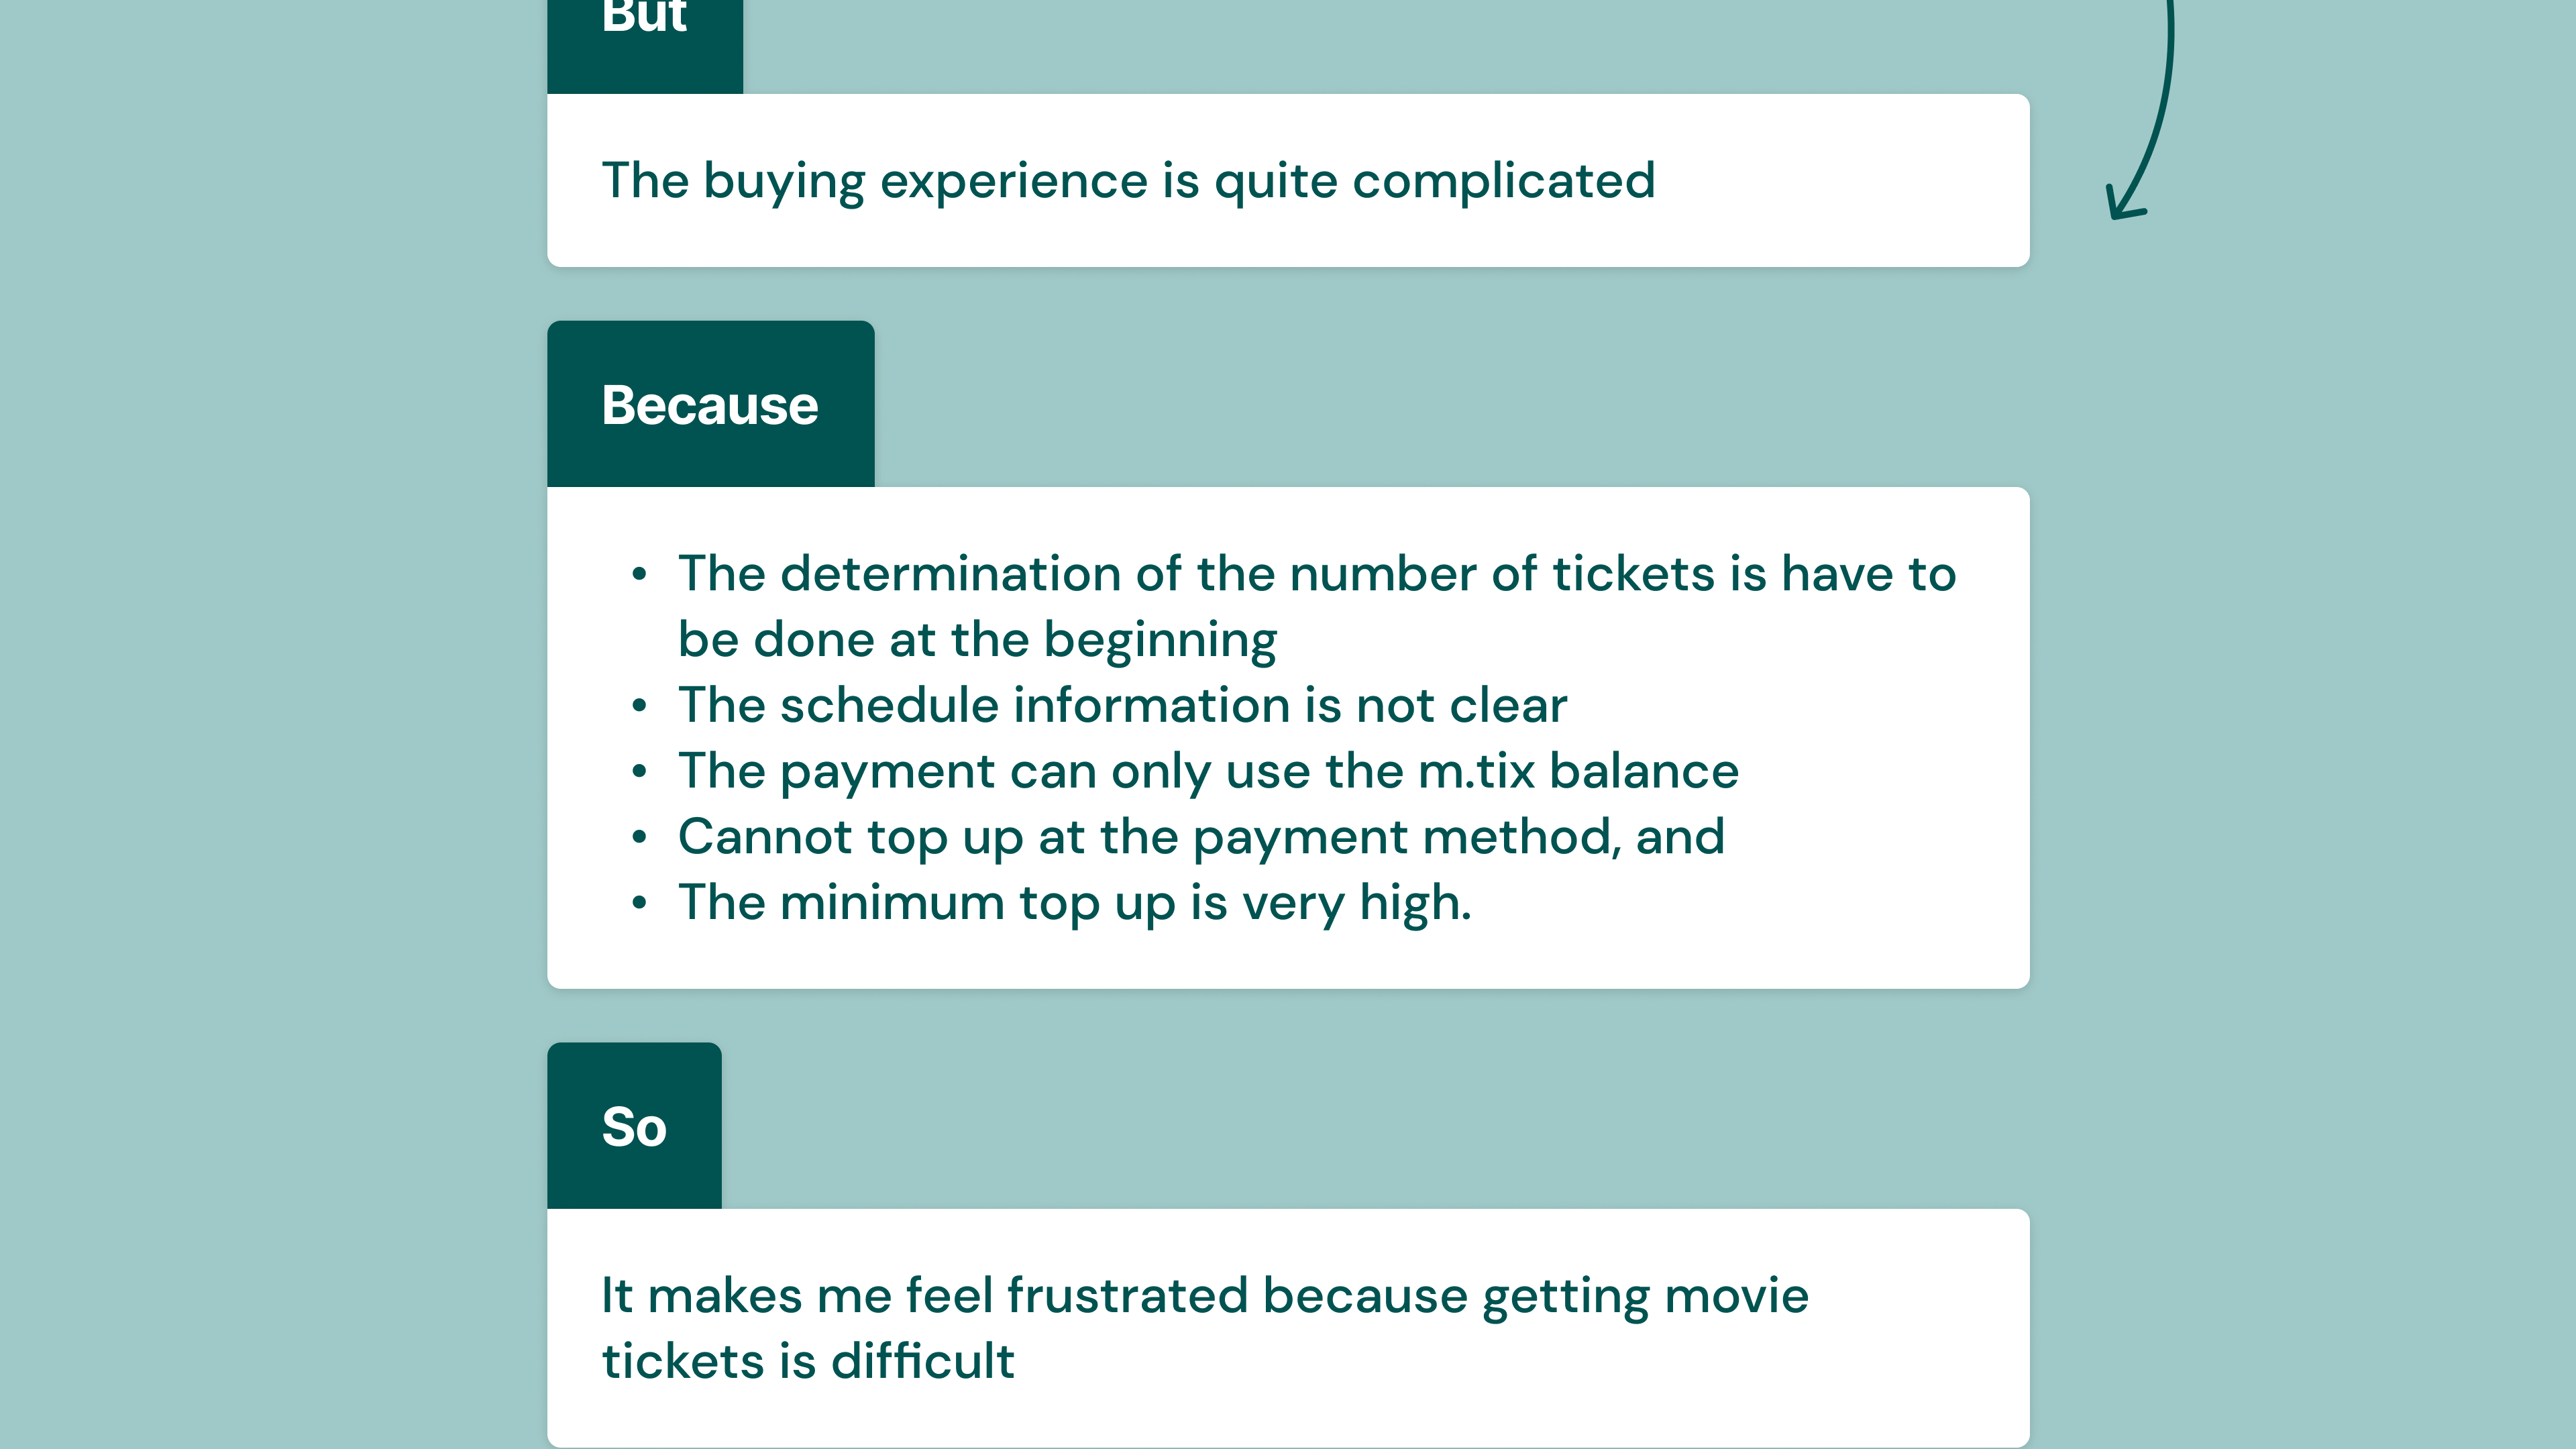 But
The buying experience is quite complicated
Because
• The determination of the number of tickets is have to
be done at the beginning
• The schedule information is not clear
• The payment can only use the m.tix balance
• Cannot top up at the payment method, and
• The minimum top up is very high.
So
It makes me feel frustrated because getting movie
tickets is difficult